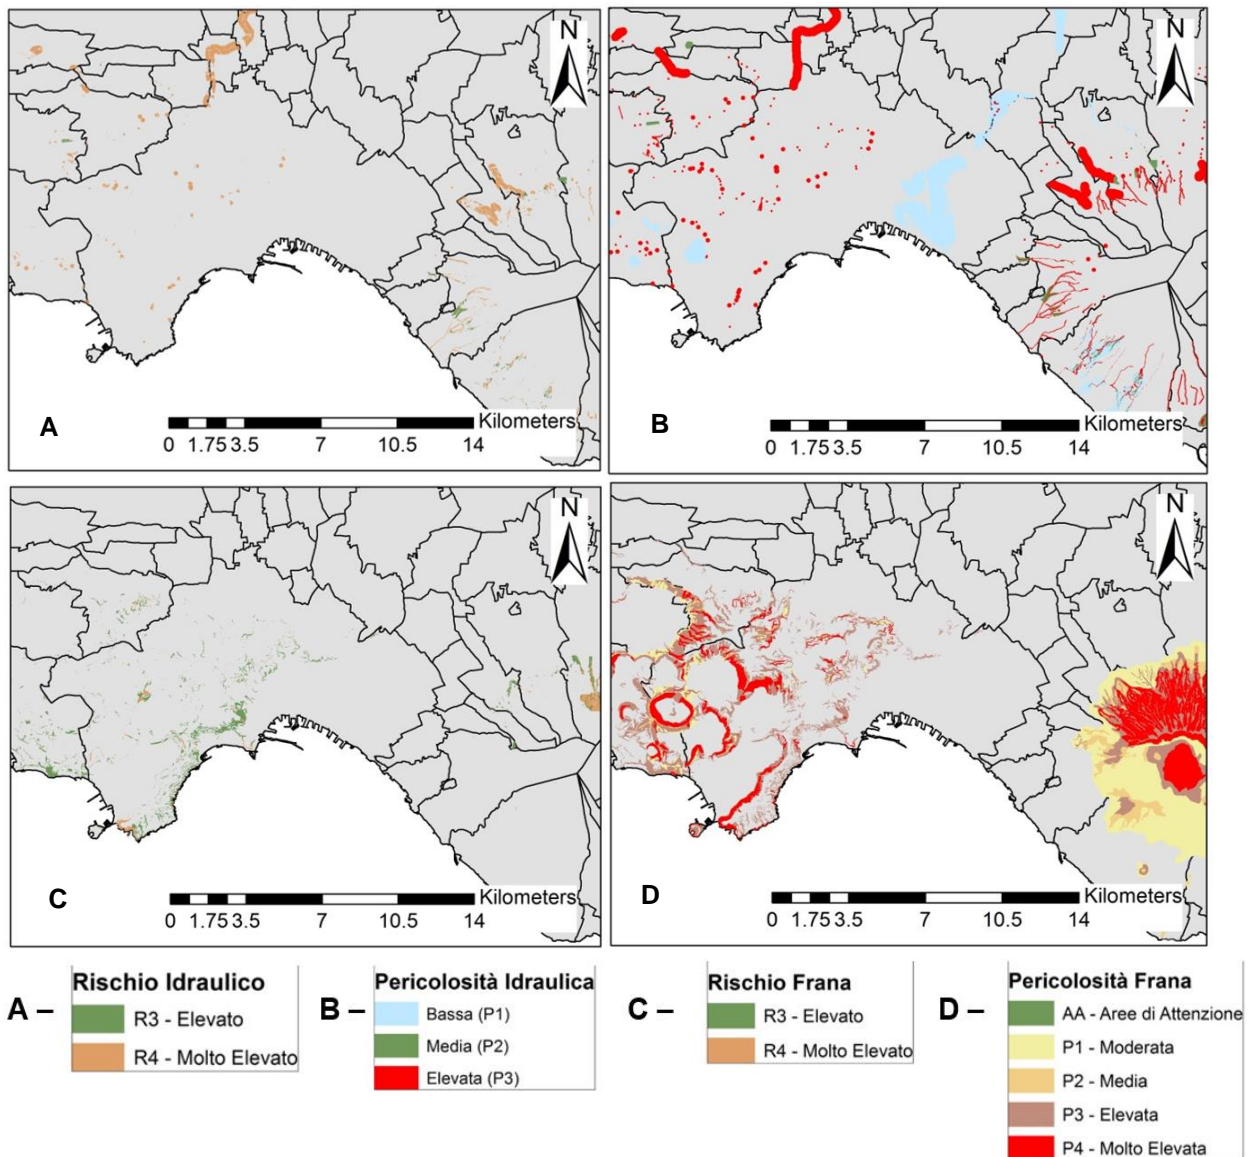 N
A
Kilometers
0 1.75 3.5 7 10.5 14
N
B
Kilometers
0 1.75 3.5 7 10.5 14
N
C
Kilometers
0 1.75 3.5 7 10.5 14
N
D
Kilometers
0 1.75 3.5 7 10.5 14
A –
Rischio Idraulico
R3 - Elevato
R4 - Molto Elevato
B –
Pericolosità Idraulica
Bassa (P1)
Media (P2)
Elevata (P3)
C –
Rischio Frana
R3 - Elevato
R4 - Molto Elevato
D –
Pericolosità Frana
AA - Aree di Attenzione
P1 - Moderata
P2 - Media
P3 - Elevata
P4 - Molto Elevata